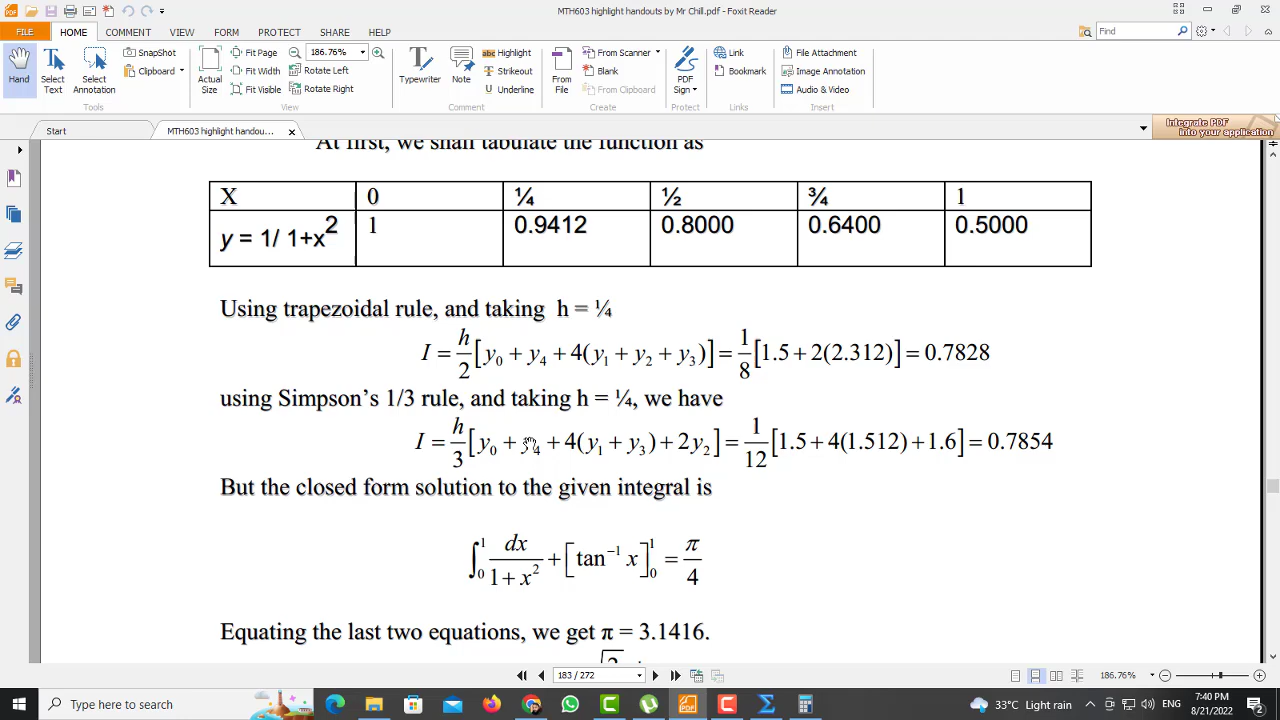 MTH603 highlight handouts by Mr Chill.pdf - Foxit Reader
FILE HOME COMMENT VIEW FORM PROTECT SHARE HELP
Find
Hand
Select Text
Select Annotation
SnapShot
Clipboard
Tools
Actual Size
Fit Page
Fit Width
Fit Visible
186.76%
Rotate Left
Rotate Right
View
Typewriter
Note
Highlight
Strikeout
Underline
Comment
From File
From Scanner
Blank
From Clipboard
Create
PDF Sign
Protect
Link
Bookmark
Links
File Attachment
Image Annotation
Audio & Video
Insert
Start
MTH603 highlight handou...
Integrate PDF
into your application
At first, we shall tabulate the function as
X 0 ¼ ½ ¾ 1
y = 1/ 1+x² 1 0.9412 0.8000 0.6400 0.5000
Using trapezoidal rule, and taking h = ¼
I = h/2 [y₀ + y₄ + 4(y₁ + y₂ + y₃)] = 1/8 [1.5 + 2(2.312)] = 0.7828
using Simpson's 1/3 rule, and taking h = ¼, we have
I = h/3 [y₀ + y₄ + 4(y₁ + y₃) + 2y₂] = 1/12 [1.5 + 4(1.512) + 1.6] = 0.7854
But the closed form solution to the given integral is
∫₀¹ dx/1 + x² + [tan⁻¹ x]₀¹ = π/4
Equating the last two equations, we get π = 3.1416.
183 / 272
186.76%
Type here to search
33°C Light rain
ENG
7:40 PM
8/21/2022